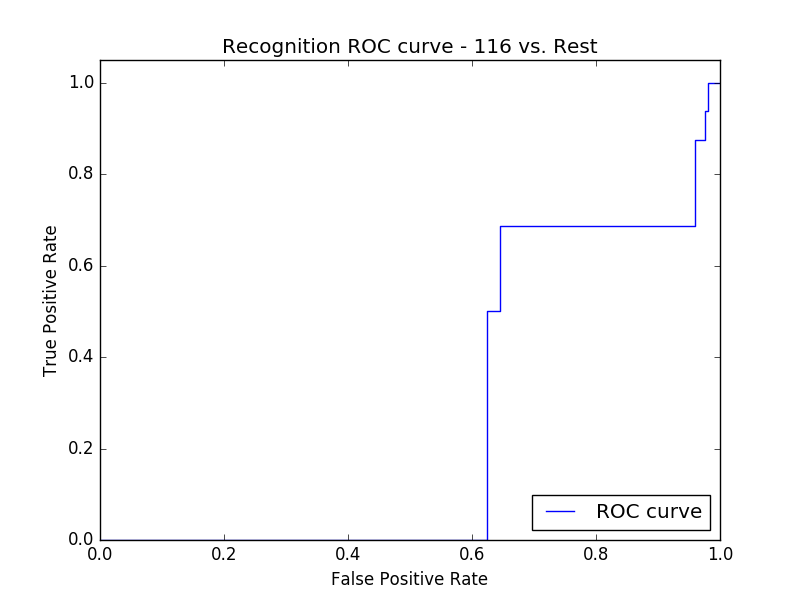 Recognition ROC curve - 116 vs. Rest
1.0
0.8
0.6
0.4
0.2
0.0
True Positive Rate
ROC curve
0.0 0.2 0.4 0.6 0.8 1.0
False Positive Rate